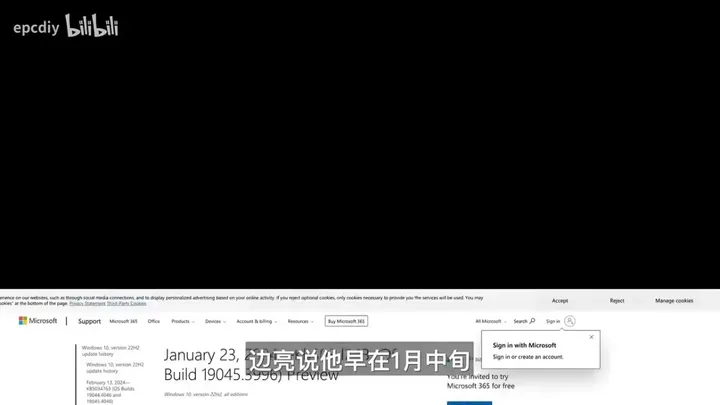 epcdiy bilibili
erence on our websites, such as through social media connections, and to display personalized advertising based on your online activity. If you reject optional cookies, only cookies necessary to provide you the services will be used. You may
ookies" at the bottom of the page. Privacy Statement Third-Party Cookies
Accept Reject Manage cookies
Microsoft Support Microsoft 365 Office Products Devices Account & billing Resources Buy Microsoft 365 All Microsoft Search Sign in
Sign in with Microsoft
Sign in or create an account.
Windows 10, version 22H2
update history
Windows 10, version 22H2
update history
February 13, 2024—
KB5034763 (OS Builds
19044.4046 and
19045.4046)
January 23,
Build 19045.3996) Preview
Windows 10, version 22H2, all editions
You're invited to try
Microsoft 365 for free
边亮说他早在1月中旬